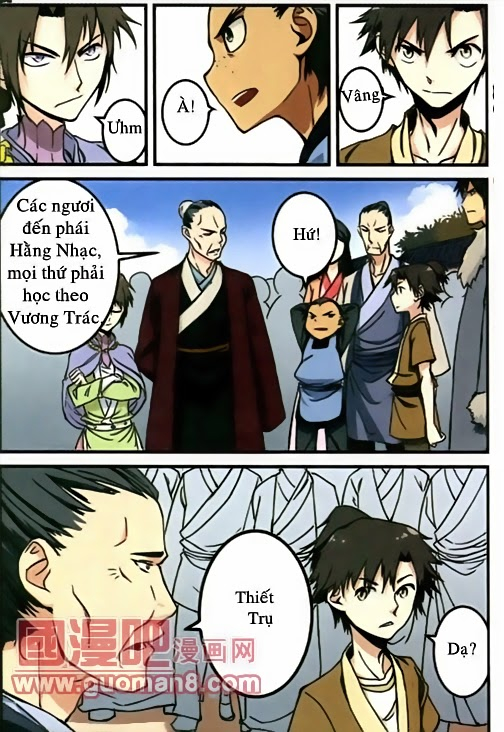 Ưhm
À!
Vâng
Các ngươi
đến phái
Hằng Nhạc,
mọi thứ phải
học theo
Vương Trác.
Hứ!
Thiết
Trụ
Dạ?
國漫吧 漫画网
www.guoman8.com